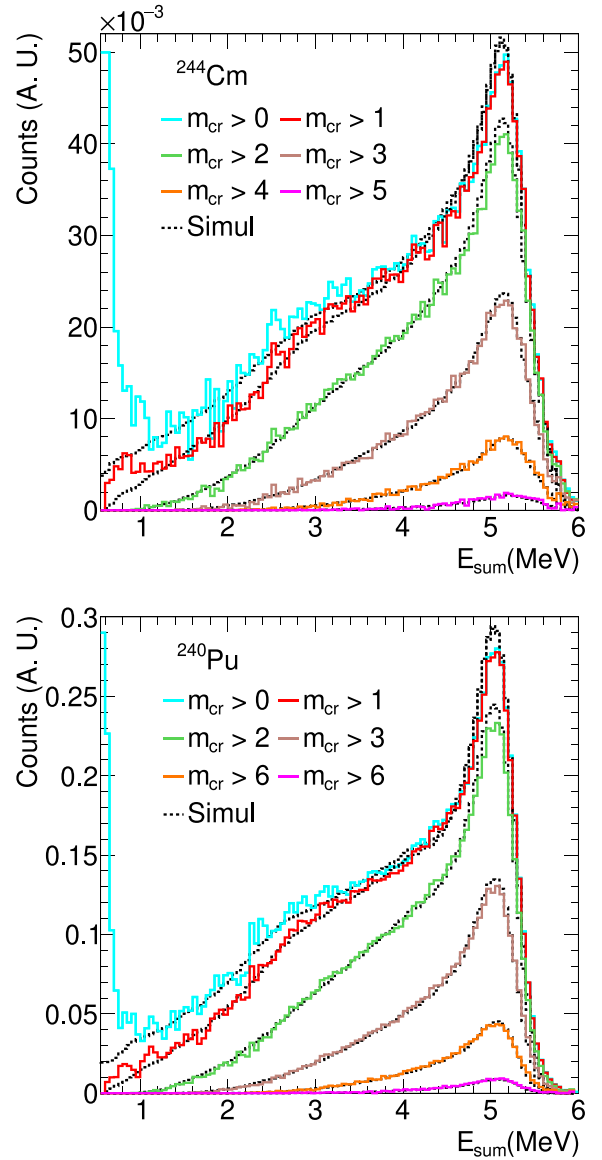 ×10⁻³
Counts (A. U.)
50
40
30
20
10
0
²⁴⁴Cm
m_cr > 0 m_cr > 1
m_cr > 2 m_cr > 3
m_cr > 4 m_cr > 5
Simul
1 2 3 4 5 6
E_sum(MeV)
Counts (A. U.)
0.3
0.25
0.2
0.15
0.1
0.05
0
²⁴⁰Pu
m_cr > 0 m_cr > 1
m_cr > 2 m_cr > 3
m_cr > 6 m_cr > 6
Simul
1 2 3 4 5 6
E_sum(MeV)